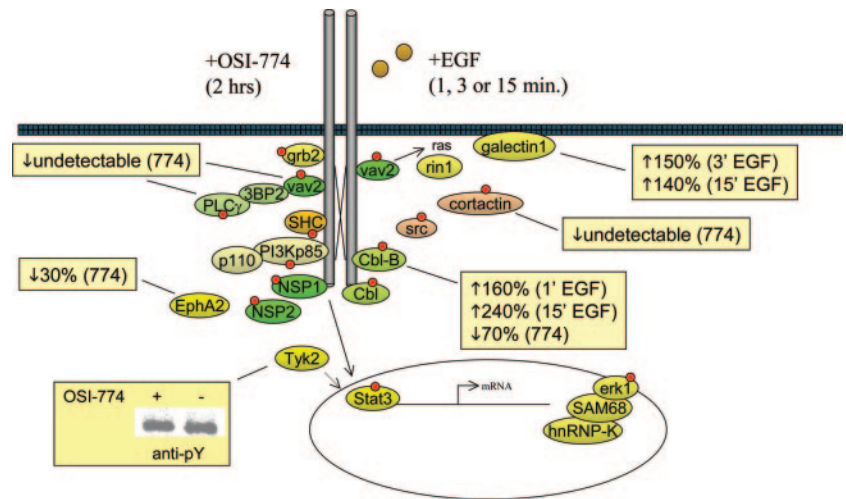 +OSI-774
(2 hrs)
+EGF
(1, 3 or 15 min.)
↓undetectable (774)
grb2
vav2
3BP2
PLCγ
SHC
PI3Kp85
p110
NSP1
NSP2
↓30% (774)
EphA2
vav2
ras
rin1
galectin1
↑150% (3' EGF)
↑140% (15' EGF)
cortactin
src
↓undetectable (774)
Cbl-B
Cbl
↑160% (1' EGF)
↑240% (15' EGF)
↓70% (774)
Tyk2
OSI-774 + -
anti-pY
Stat3
mRNA
erk1
SAM68
hnRNP-K